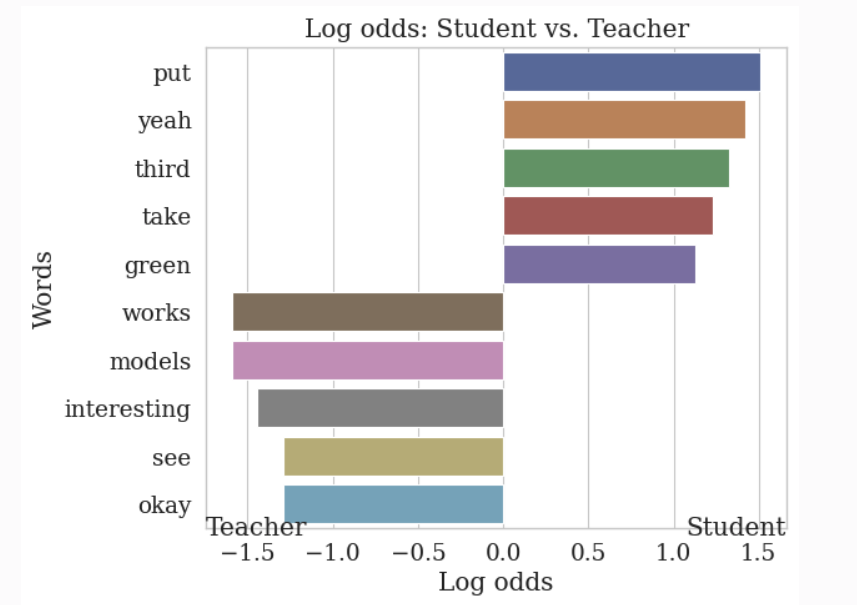 Log odds: Student vs. Teacher
put
yeah
third
take
green
works
models
interesting
see
okay
Words
Teacher Student
−1.5 −1.0 −0.5 0.0 0.5 1.0 1.5
Log odds